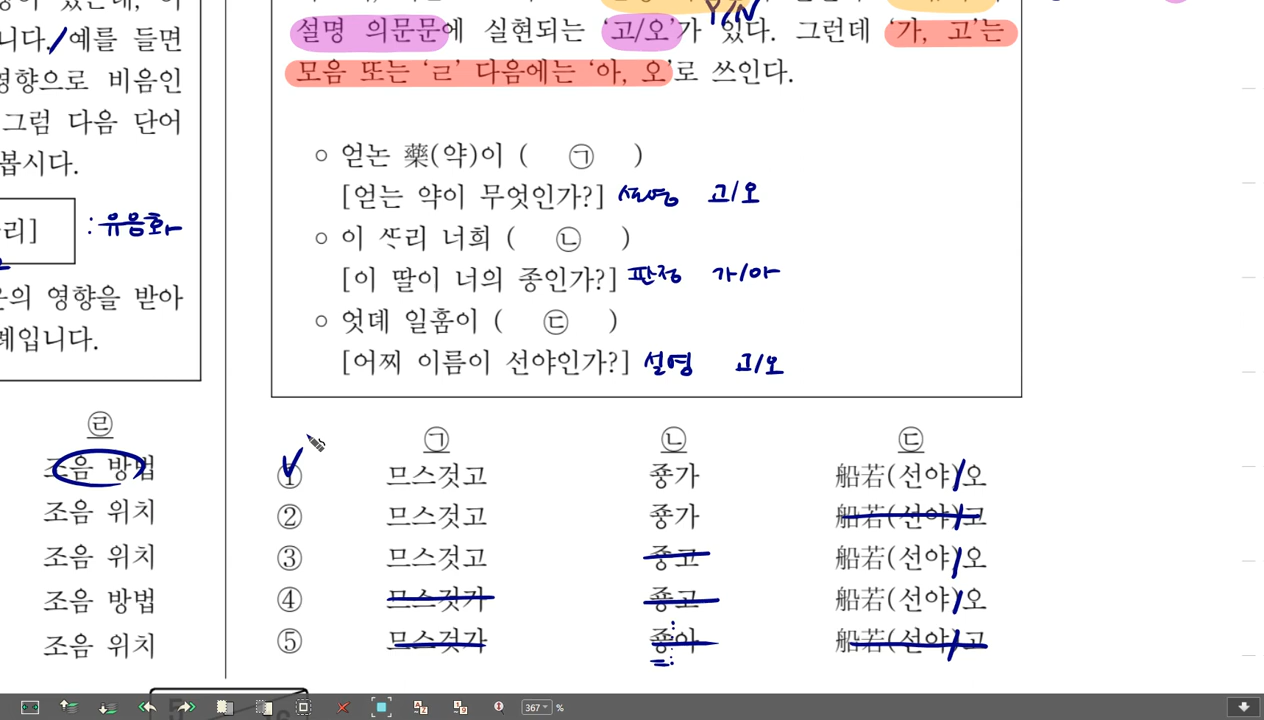 향이 있는데, 이
니다. 예를 들면
영향으로 비음인
그럼 다음 단어
봅시다.
리] : 유음화
은의 영향을 받아
례입니다.
㉣
조음 방법
조음 위치
조음 위치
조음 방법
조음 위치
Y/N
설명 의문문에 실현되는 ‘고/오’가 있다. 그런데 ‘가, 고’는
모음 또는 ‘ㄹ’ 다음에는 ‘아, 오’로 쓰인다.
○ 얻논 藥(약)이 ( ㉠ )
[얻는 약이 무엇인가?] 설명 고/오
○ 이 ᄯᆞ리 너희 ( ㉡ )
[이 딸이 너의 종인가?] 판정 가/아
○ 엇뎨 일훔이 ( ㉢ )
[어찌 이름이 선야인가?] 설명 고/오
㉠ ㉡ ㉢
① 므스것고 죵가 船若(선야)오
② 므스것고 죵가 船若(선야)고
③ 므스것고 죵고 船若(선야)오
④ 므스것가 죵고 船若(선야)오
⑤ 므스것가 죵아 船若(선야)고
367 %